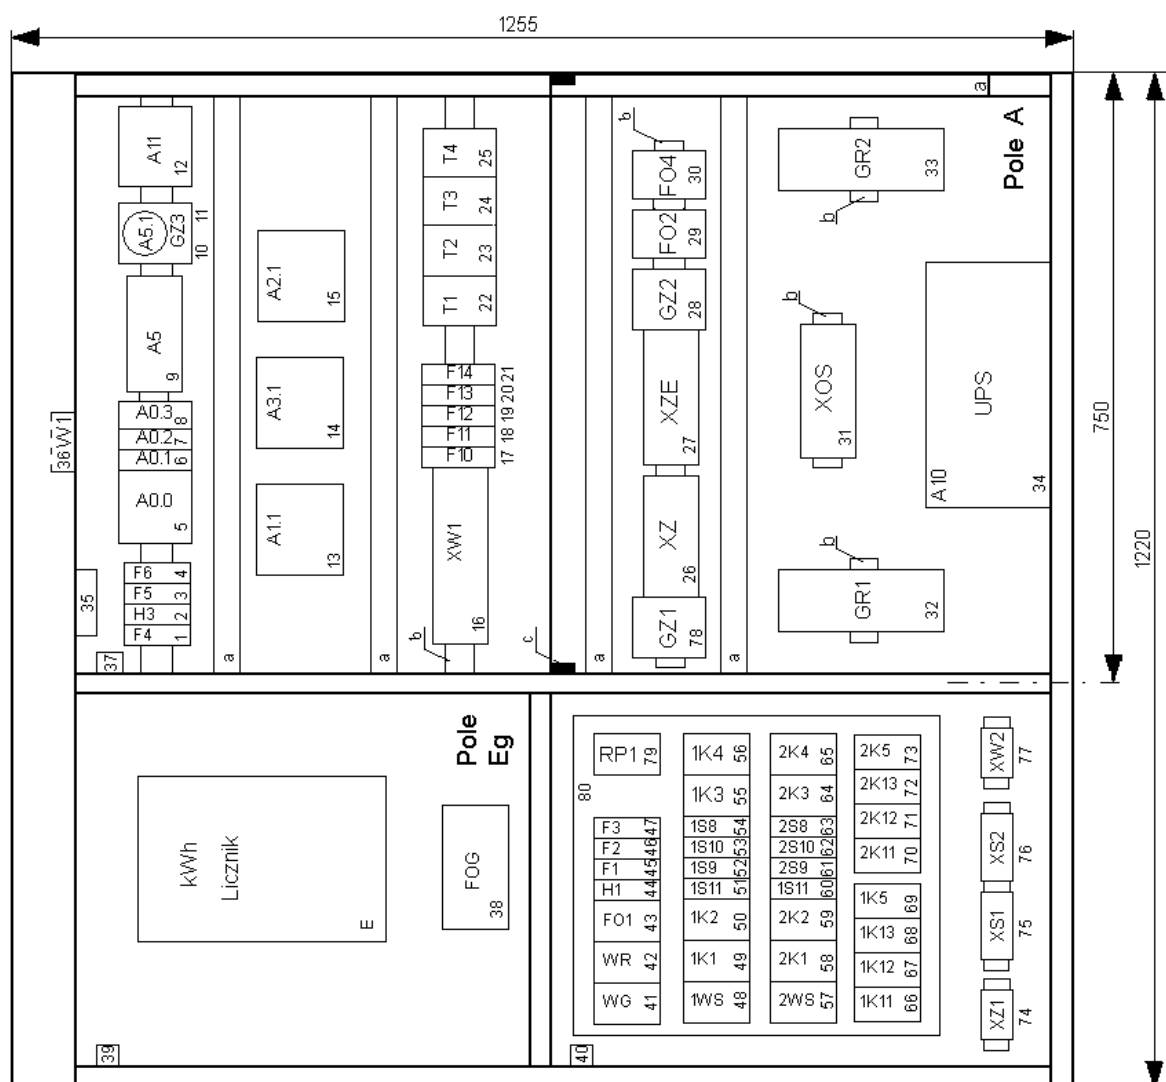 1255
750
1220
a
Pole A
A11
12
A5.1
GZ3
10
11
A5
9
A0.3
8
A0.2
7
A0.1
6
A0.0
5
F6
4
F5
3
H3
2
F4
1
36 W1
35
37
a
A2.1
15
A3.1
14
A1.1
13
a
T4
25
T3
24
T2
23
T1
22
F14
21
F13
20
F12
19
F11
18
F10
17
XW1
16
b
c
a
b
FO4
30
FO2
29
GZ2
28
XZE
27
XZ
26
GZ1
78
a
GR2
33
b
b
XOS
31
b
GR1
32
UPS
A10
34
Pole
Eg
kWh
Licznik
E
FOG
38
39
RP1
79
80
F3
47
F2
46
F1
45
H1
44
FO1
43
WR
42
WG
41
1K4
56
1K3
55
1S8
54
1S10
53
1S9
52
1S11
51
1K2
50
1K1
49
1WS
48
2K4
65
2K3
64
2S8
63
2S10
62
2S9
61
1S11
60
2K2
59
2K1
58
2WS
57
2K5
73
2K13
72
2K12
71
2K11
70
1K5
69
1K13
68
1K12
67
1K11
66
XW2
77
XS2
76
XS1
75
XZ1
74
40